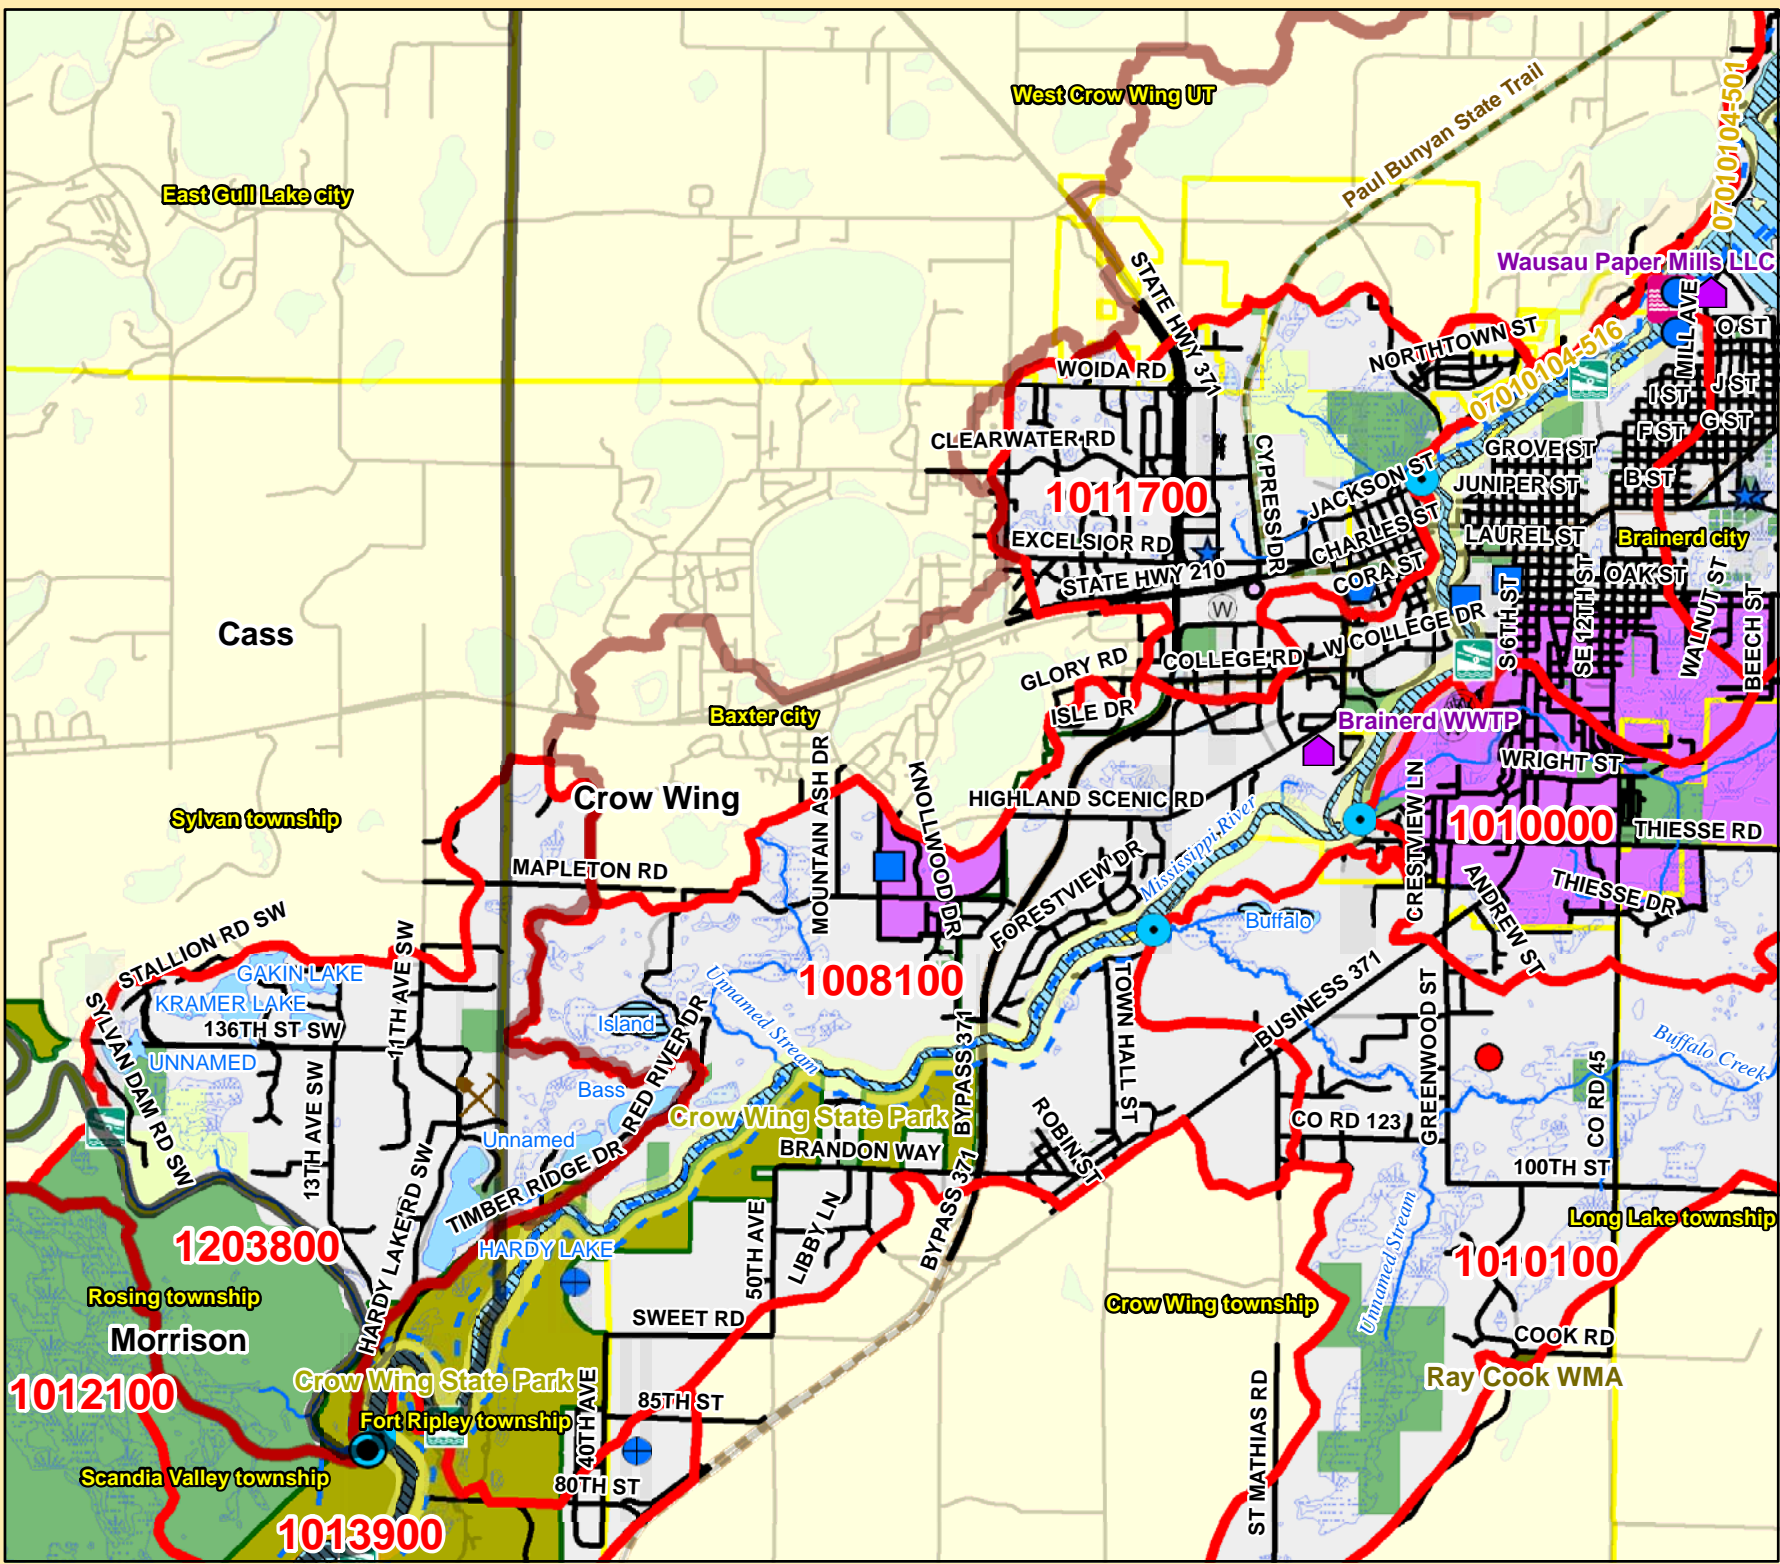 West Crow Wing UT
Paul Bunyan State Trail
07010104-501
East Gull Lake city
Wausau Paper Mills LLC
STATE HWY 371
MILL AVE
O ST
NORTHTOWN ST
07010104-516
WOIDA RD
J ST
I ST
G ST
F ST
CLEARWATER RD
CYPRESS DR
GROVE ST
B ST
JACKSON ST
JUNIPER ST
1011700
CHARLES ST
LAUREL ST
Brainerd city
EXCELSIOR RD
STATE HWY 210
CORA ST
OAK ST
W
S 6TH ST
SE 12TH ST
WALNUT ST
BEECH ST
Cass
W COLLEGE DR
COLLEGE RD
GLORY RD
ISLE DR
Baxter city
Brainerd WWTP
MOUNTAIN ASH DR
KNOLLWOOD DR
WRIGHT ST
Crow Wing
HIGHLAND SCENIC RD
CRESTVIEW LN
Sylvan township
Mississippi River
1010000
THIESSE RD
MAPLETON RD
FORESTVIEW DR
ANDREW ST
THIESSE DR
STALLION RD SW
11TH AVE SW
Buffalo
GAKIN LAKE
1008100
Unnamed Stream
TOWN HALL ST
BUSINESS 371
GREENWOOD ST
KRAMER LAKE
SYLVAN DAM RD SW
136TH ST SW
Island
RED RIVER DR
BYPASS 371
Buffalo Creek
UNNAMED
13TH AVE SW
Bass
Crow Wing State Park
CO RD 45
Unnamed
ROBIN ST
CO RD 123
BRANDON WAY
100TH ST
TIMBER RIDGE DR
HARDY LAKE RD SW
BYPASS 371
LIBBY LN
50TH AVE
Unnamed Stream
Long Lake township
1203800
HARDY LAKE
1010100
Rosing township
Crow Wing township
SWEET RD
Morrison
COOK RD
Crow Wing State Park
Ray Cook WMA
1012100
40TH AVE
85TH ST
Fort Ripley township
ST MATHIAS RD
Scandia Valley township
80TH ST
1013900